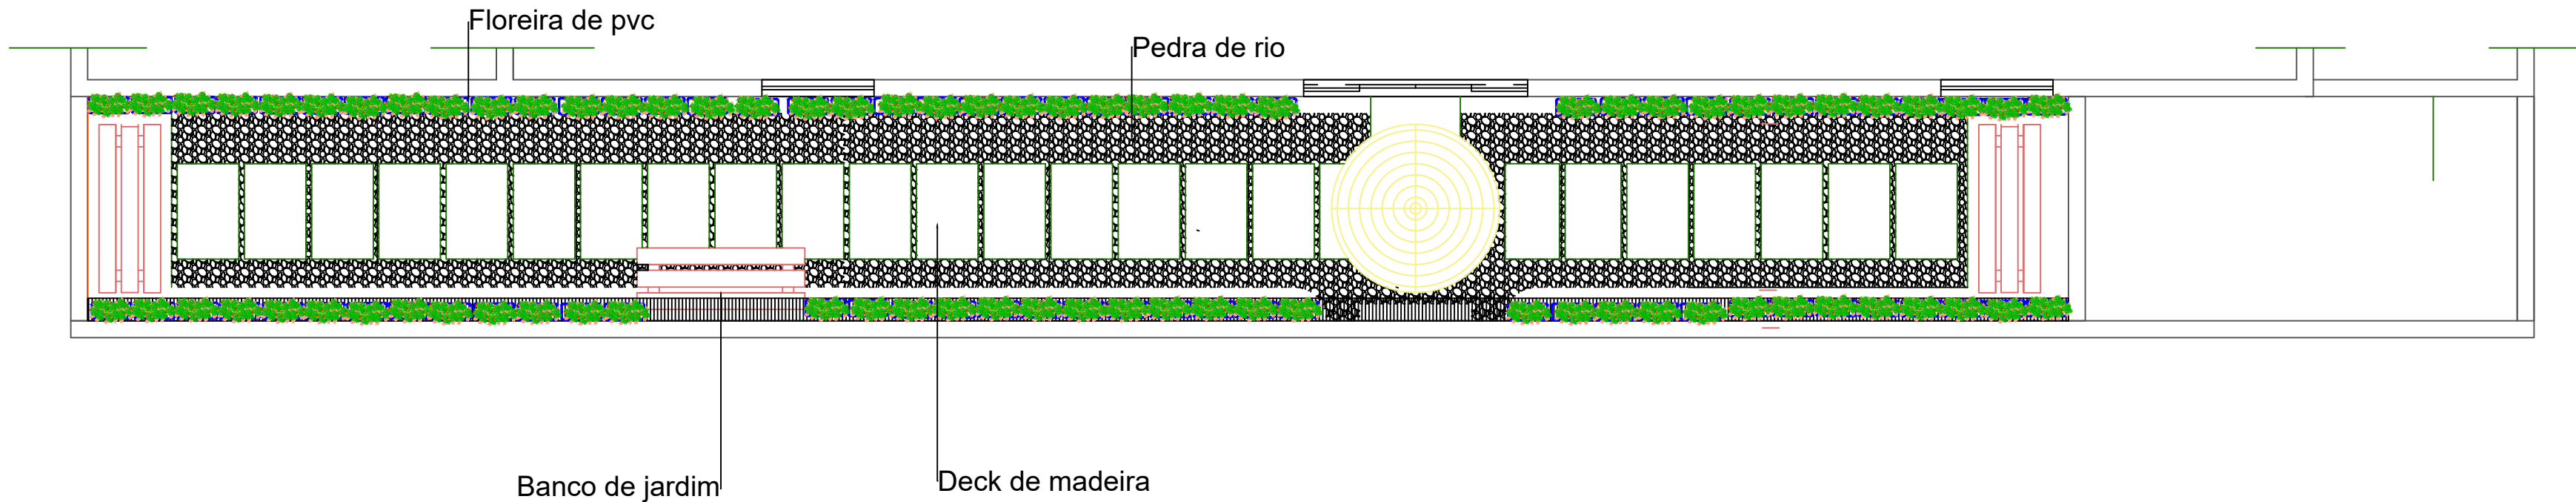 Floreira de pvc
Pedra de rio
Banco de jardim
Deck de madeira